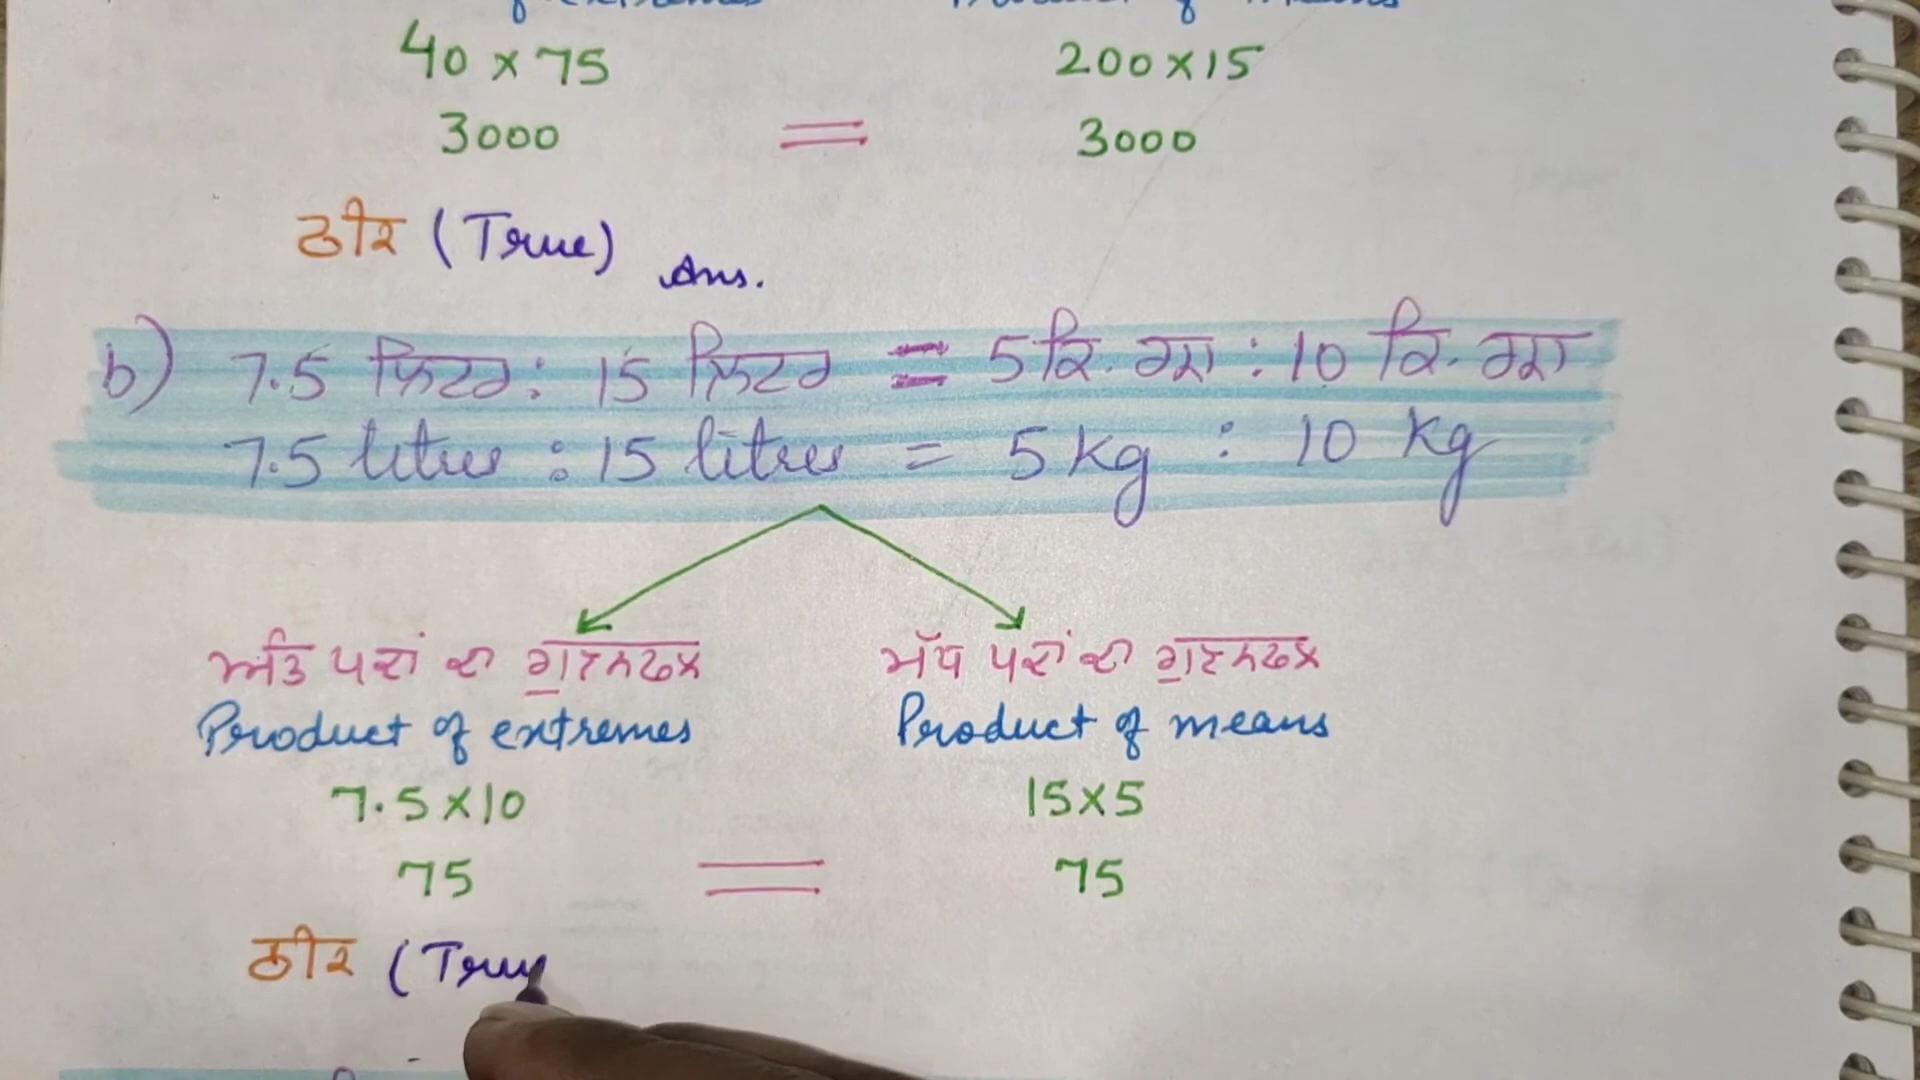 40 x 75 200 x 15
3000 = 3000
ਠੀਕ (True) Ans.
b) 7.5 ਲਿਟਰ : 15 ਲਿਟਰ = 5 ਕਿ. ਗ੍ਰਾ : 10 ਕਿ. ਗ੍ਰਾ
7.5 litres : 15 litres = 5 kg : 10 kg
ਅੰਤ ਪਦਾਂ ਦਾ ਗੁਣਨਫਲ ਮੱਧ ਪਦਾਂ ਦਾ ਗੁਣਨਫਲ
Product of extremes Product of means
7.5 x 10 15 x 5
75 = 75
ਠੀਕ (Tru